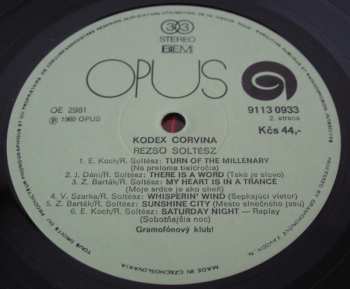 33
STEREO
BIEM
OPUS
OE 2981
℗ 1980 OPUS
9113 0933
2. strana
Kčs 44,-
KODEX CORVINA
REZSO SOLTESZ
1. E. Koch/R. Soltész: TURN OF THE MILLENARY
(Na prelome tisícročia)
2. J. Dáni/R. Soltész: THERE IS A WORD (Také je slovo)
3. Z. Barták/R. Soltész: MY HEART IS IN A TRANCE
(Moje srdce je ako oheň)
4. V. Szarka/R. Soltész: WHISPERIN' WIND (Šepkajúci vietor)
5. Z. Barták/R. Soltész: SUNSHINE CITY (Mesto slnečného jasu)
6. E. Koch/R. Soltész: SATURDAY NIGHT — Replay
(Sobotňajšia noc)
Gramofónový klub!
MADE IN CZECHOSLOVAKIA